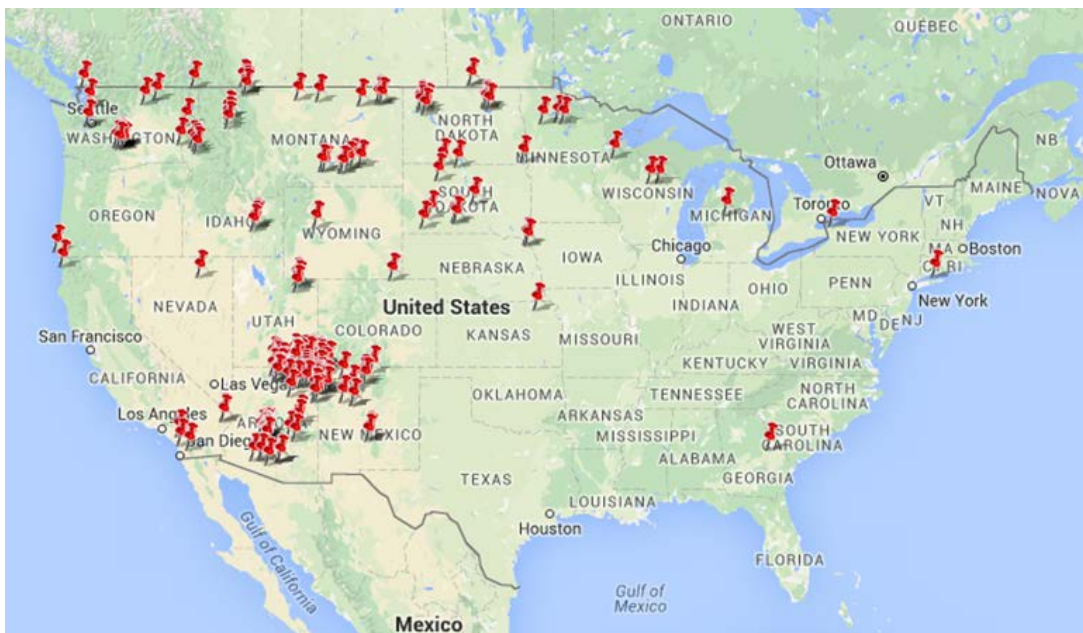 ONTARIO
QUÉBEC
Seattle
WASHINGTON
MONTANA
NORTH
DAKOTA
MINNESOTA
Ottawa
NB
MAINE
NOVA
OREGON
IDAHO
SOUTH
DAKOTA
WISCONSIN
MICHIGAN
Toronto
VT
NH
WYOMING
NEW YORK
MA
Boston
Chicago
IOWA
NEBRASKA
ILLINOIS
INDIANA
OHIO
PENN
CT
RI
New York
NEVADA
UTAH
United States
COLORADO
KANSAS
MISSOURI
WEST
VIRGINIA
MD
DE
NJ
San Francisco
KENTUCKY
VIRGINIA
CALIFORNIA
Las Vega
OKLAHOMA
TENNESSEE
NORTH
CAROLINA
Los Angeles
ARIZONA
NEW MEXICO
ARKANSAS
MISSISSIPPI
SOUTH
CAROLINA
San Diego
ALABAMA
TEXAS
GEORGIA
LOUISIANA
Houston
Gulf of California
FLORIDA
Gulf of
Mexico
Mexico